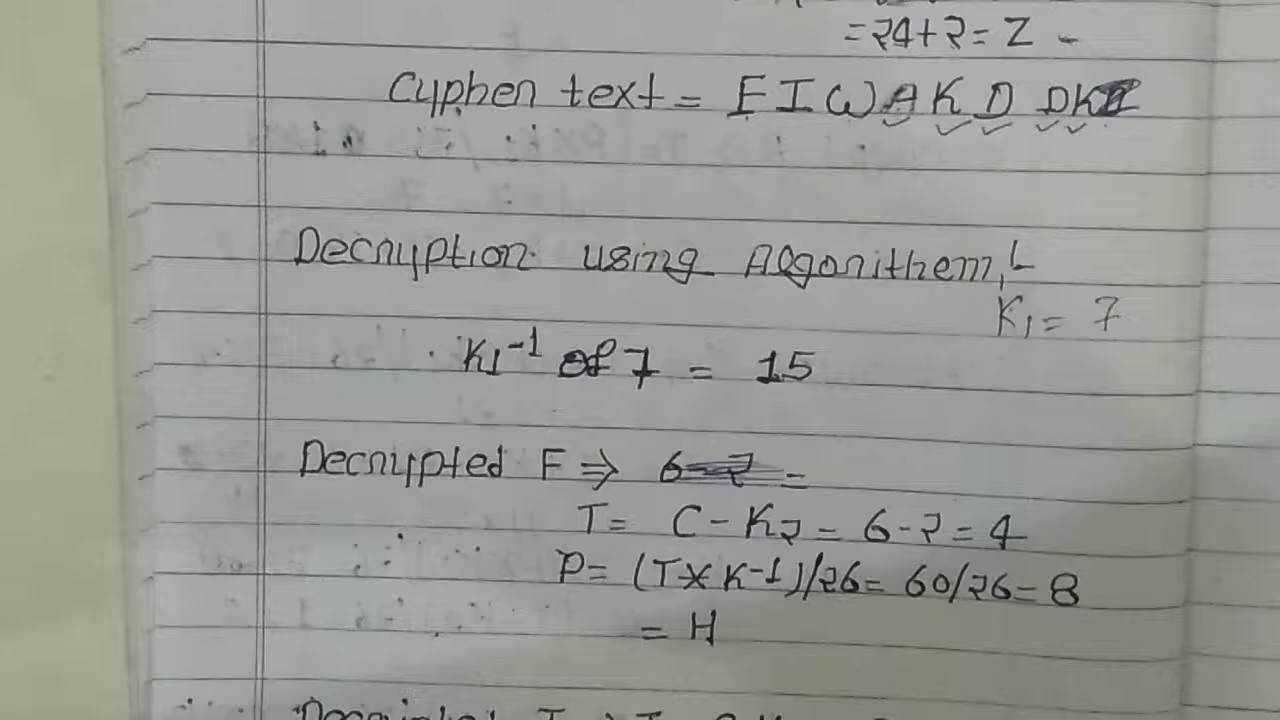 =24+2=Z -
Cyphen text = F I W A K D D K
Decnyption using Algonithem,L
K1= 7
K1-1 of 7 = 15
Decnypted F ⇒ 6-2 =
T= C-K2= 6-2=4
P= (T×K-1)/26= 60/26= 8
= H